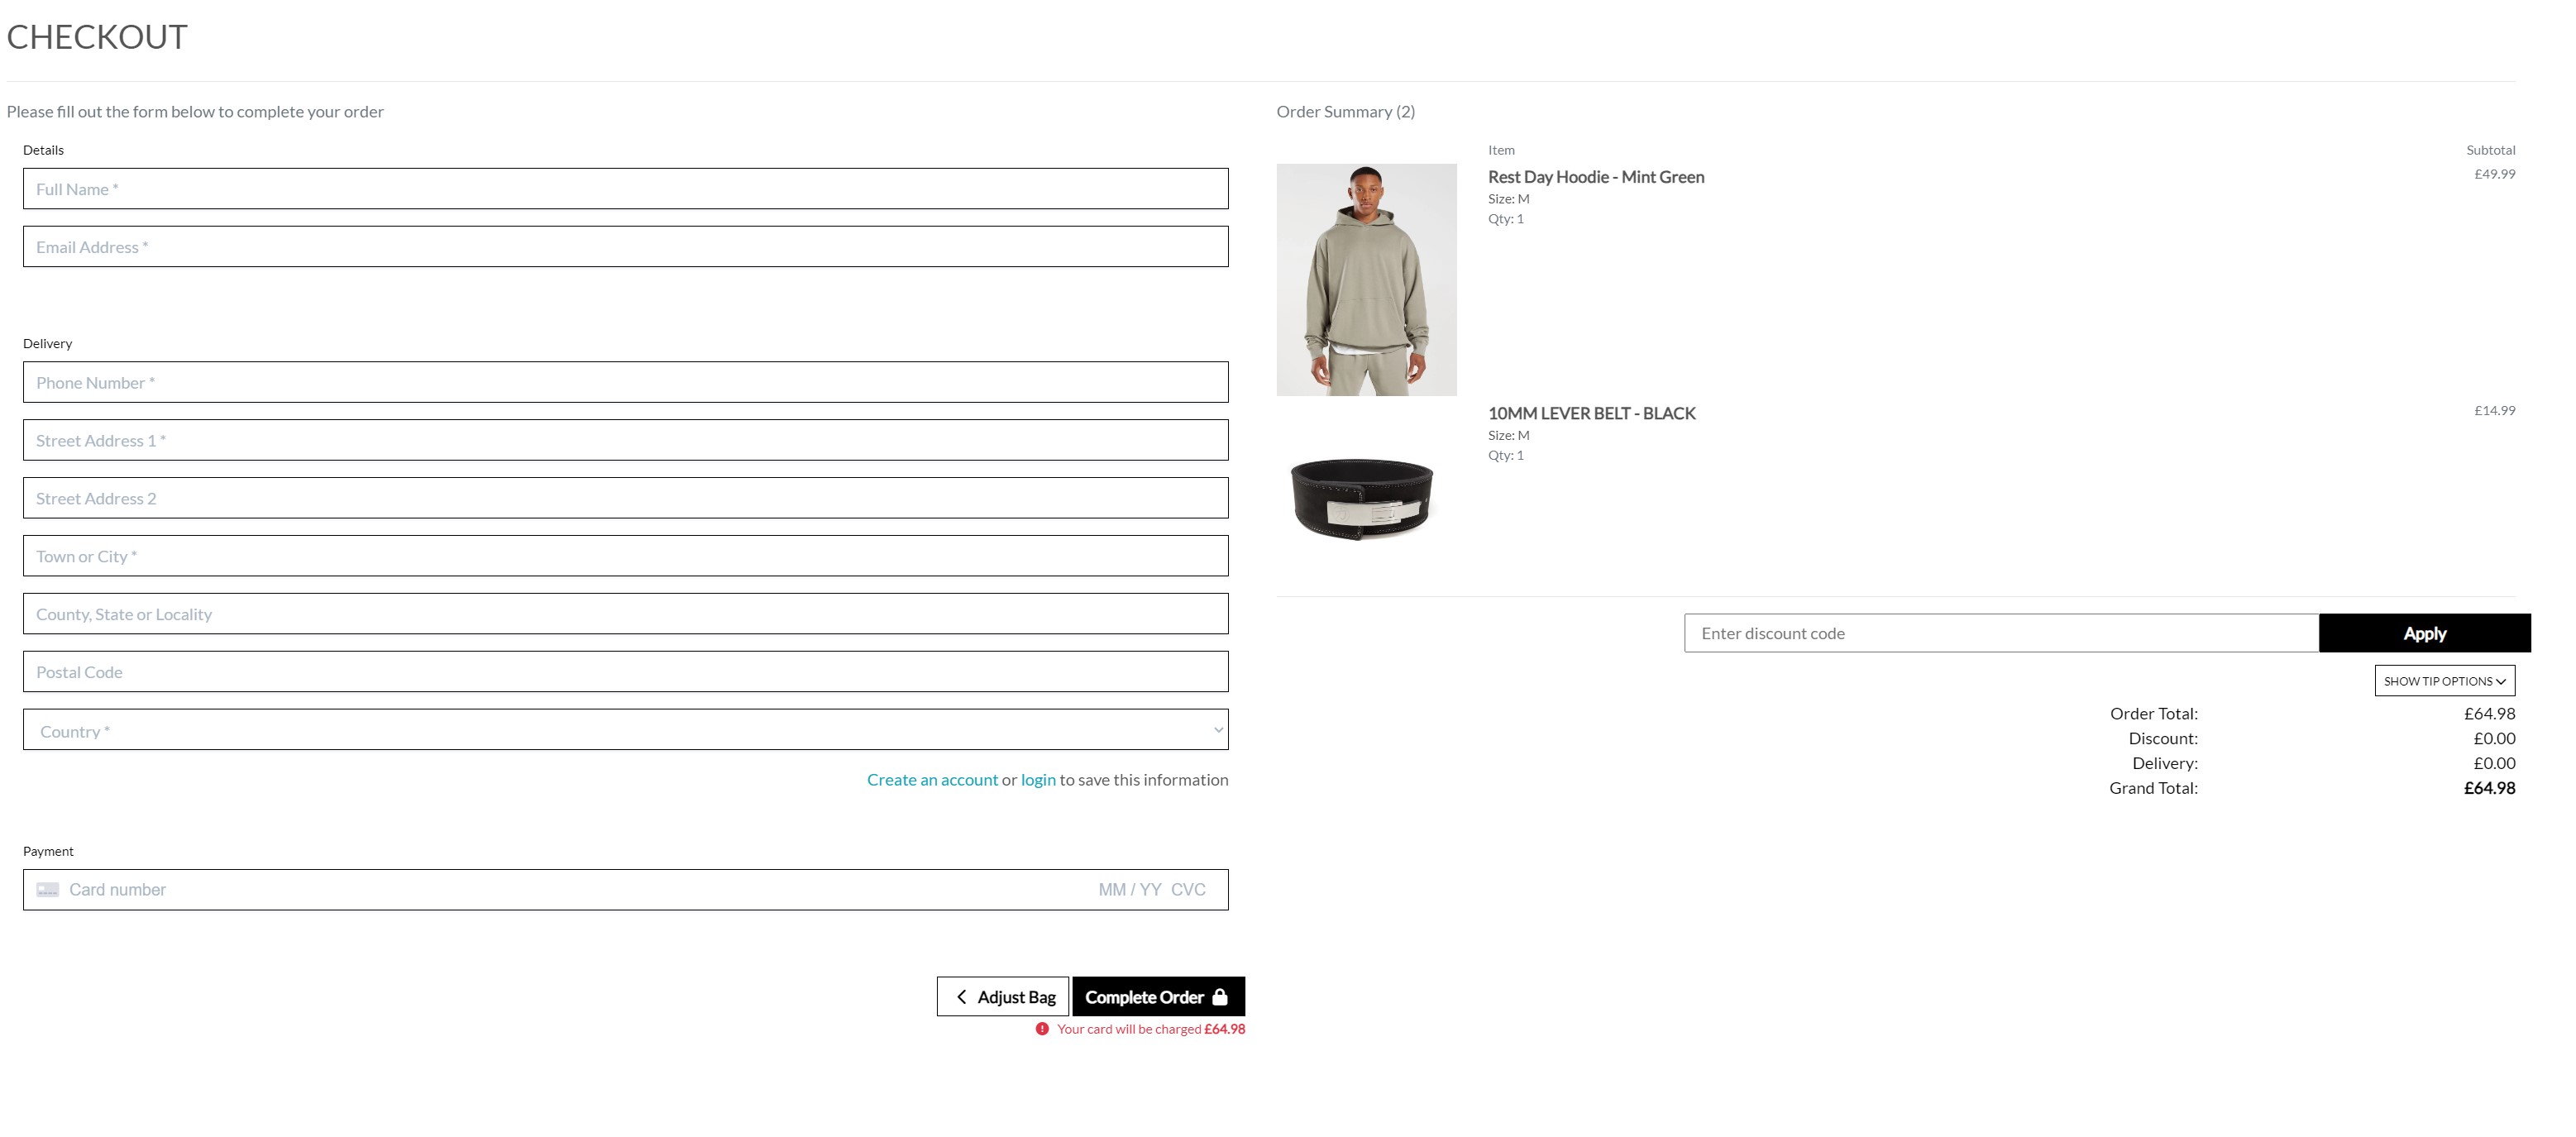 CHECKOUT
Please fill out the form below to complete your order
Details
Full Name *
Email Address *
Delivery
Phone Number *
Street Address 1 *
Street Address 2
Town or City *
County, State or Locality
Postal Code
Country *
Create an account or login to save this information
Payment
Card number MM / YY CVC
Adjust Bag Complete Order
Your card will be charged £64.98
Order Summary (2)
Item Subtotal
Rest Day Hoodie - Mint Green £49.99
Size: M
Qty: 1
10MM LEVER BELT - BLACK £14.99
Size: M
Qty: 1
Enter discount code Apply
SHOW TIP OPTIONS
Order Total: £64.98
Discount: £0.00
Delivery: £0.00
Grand Total: £64.98